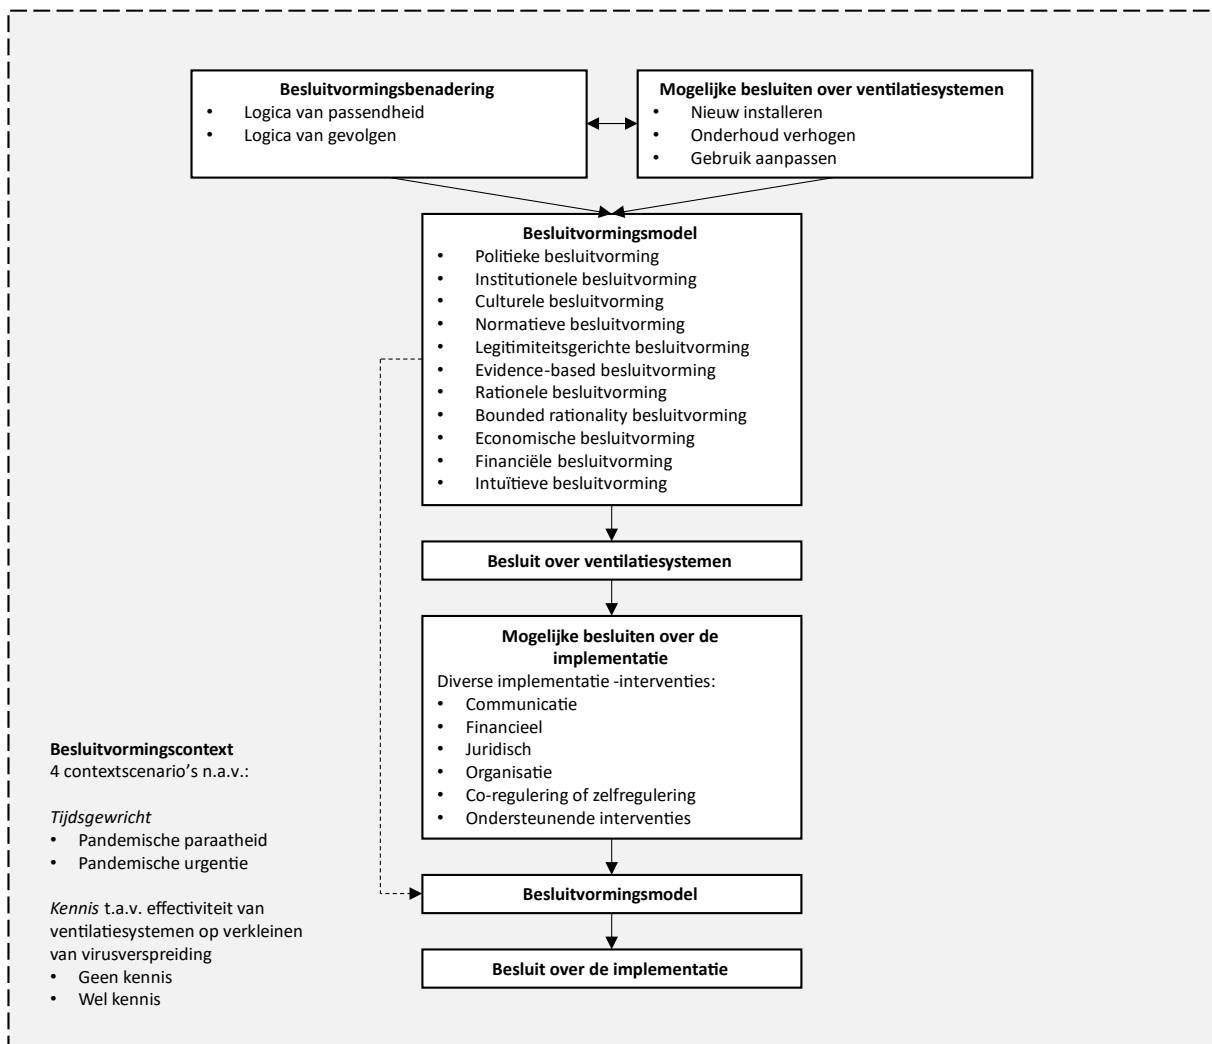 Besluitvormingsbenadering
• Logica van passendheid
• Logica van gevolgen
Mogelijke besluiten over ventilatiesystemen
• Nieuw installeren
• Onderhoud verhogen
• Gebruik aanpassen
Besluitvormingsmodel
• Politieke besluitvorming
• Institutionele besluitvorming
• Culturele besluitvorming
• Normatieve besluitvorming
• Legitimiteitsgerichte besluitvorming
• Evidence-based besluitvorming
• Rationele besluitvorming
• Bounded rationality besluitvorming
• Economische besluitvorming
• Financiële besluitvorming
• Intuïtieve besluitvorming
Besluit over ventilatiesystemen
Mogelijke besluiten over de
implementatie
Diverse implementatie -interventies:
• Communicatie
• Financieel
• Juridisch
• Organisatie
• Co-regulering of zelfregulering
• Ondersteunende interventies
Besluitvormingsmodel
Besluit over de implementatie
Besluitvormingscontext
4 contextscenario's n.a.v.:
Tijdsgewricht
• Pandemische paraatheid
• Pandemische urgentie
Kennis t.a.v. effectiviteit van
ventilatiesystemen op verkleinen
van virusverspreiding
• Geen kennis
• Wel kennis